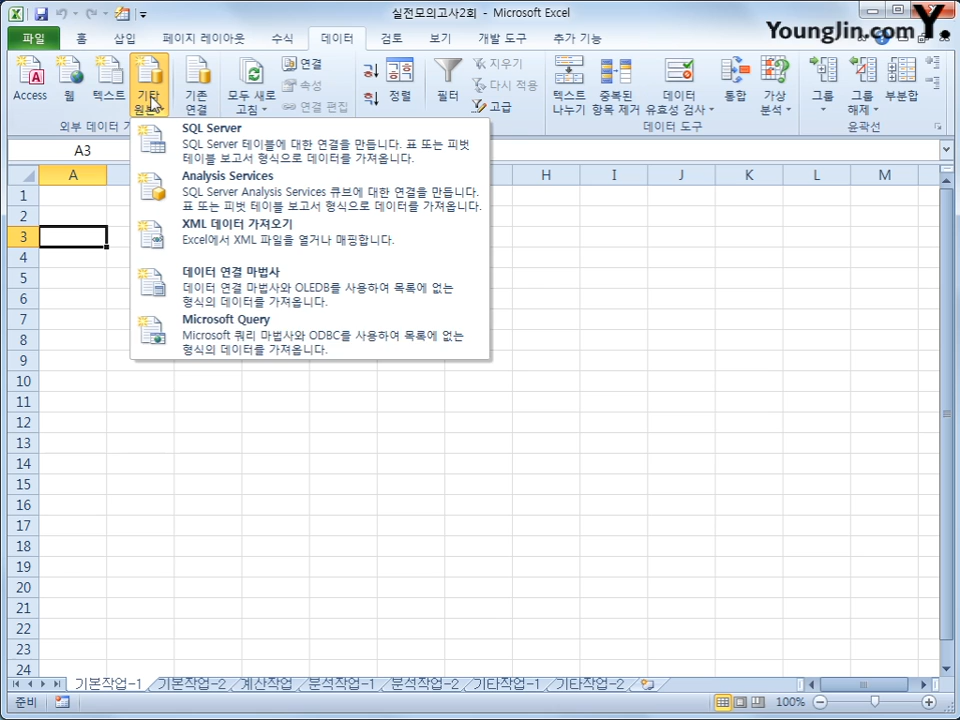 실전모의고사2회 - Microsoft Excel
Younglin.com Y.
파일 홈 삽입 페이지 레이아웃 수식 데이터 검토 보기 개발 도구 추가 기능
Access 웹 텍스트 기타 원본 기존 연결 모두 새로 고침 연결 속성 연결 편집 정렬 필터 지우기 다시 적용 고급 텍스트 나누기 중복된 항목 제거 데이터 유효성 검사 통합 가상 분석 그룹 그룹 해제 부분합
외부 데이터 데이터 도구 윤곽선
A3
SQL Server
SQL Server 테이블에 대한 연결을 만듭니다. 표 또는 피벗
테이블 보고서 형식으로 데이터를 가져옵니다.
Analysis Services
SQL Server Analysis Services 큐브에 대한 연결을 만듭니다.
표 또는 피벗 테이블 보고서 형식으로 데이터를 가져옵니다.
XML 데이터 가져오기
Excel에서 XML 파일을 열거나 매핑합니다.
데이터 연결 마법사
데이터 연결 마법사와 OLEDB를 사용하여 목록에 없는
형식의 데이터를 가져옵니다.
Microsoft Query
Microsoft 쿼리 마법사와 ODBC를 사용하여 목록에 없는
형식의 데이터를 가져옵니다.
A H I J K L M
1
2
3
4
5
6
7
8
9
10
11
12
13
14
15
16
17
18
19
20
21
22
23
24
기본작업-1 기본작업-2 계산작업 분석작업-1 분석작업-2 기타작업-1 기타작업-2
준비 100%